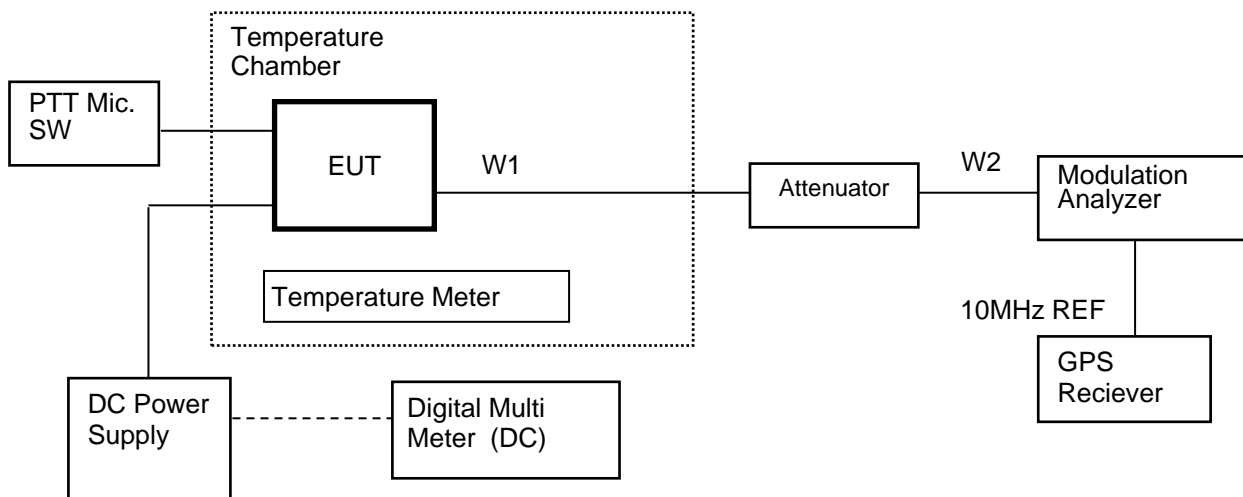 Temperature
Chamber
PTT Mic.
SW
EUT
W1
Attenuator
W2
Modulation
Analyzer
Temperature Meter
10MHz REF
GPS
Reciever
DC Power
Supply
Digital Multi
Meter (DC)